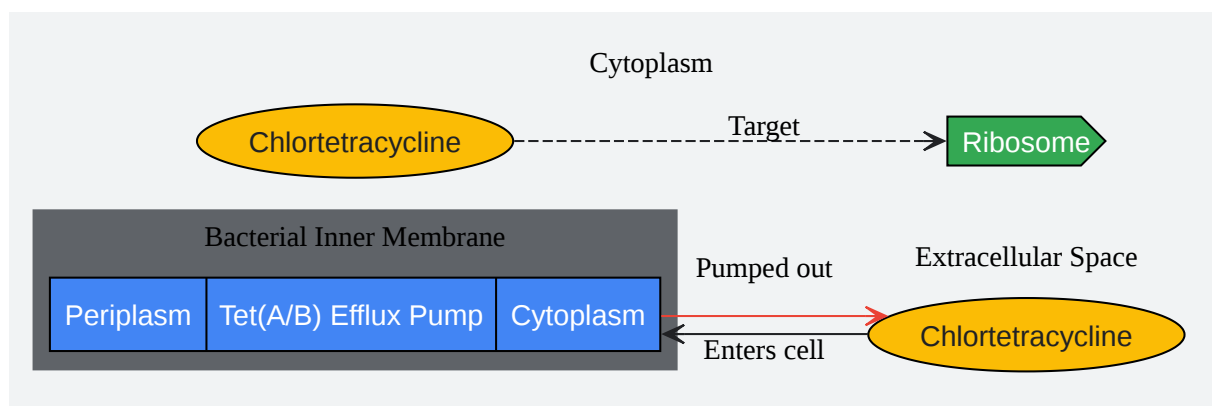 Cytoplasm
Chlortetracycline
Target
Ribosome
Bacterial Inner Membrane
Periplasm
Tet(A/B) Efflux Pump
Cytoplasm
Pumped out
Enters cell
Extracellular Space
Chlortetracycline